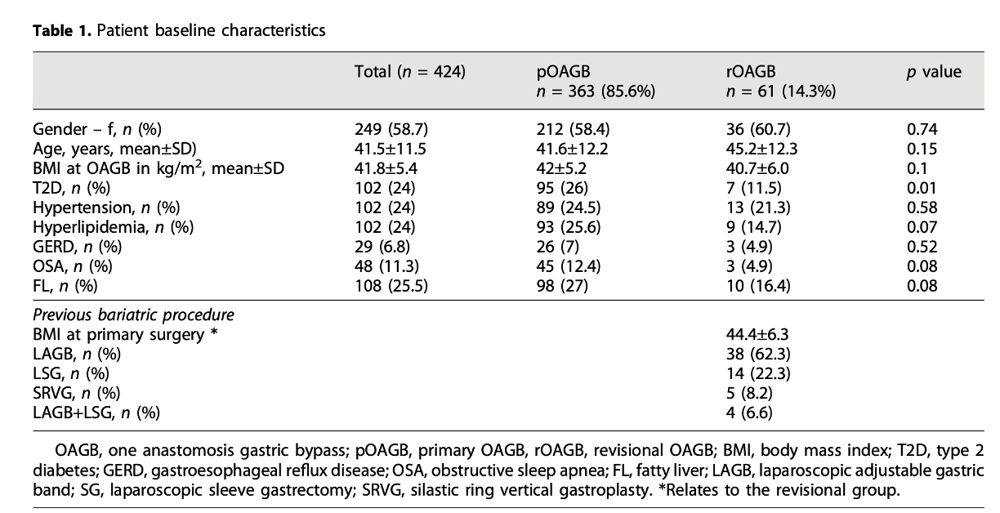 Table 1. Patient baseline characteristics
Total (n = 424) pOAGB rOAGB p value
n = 363 (85.6%) n = 61 (14.3%)
Gender – f, n (%) 249 (58.7) 212 (58.4) 36 (60.7) 0.74
Age, years, mean±SD) 41.5±11.5 41.6±12.2 45.2±12.3 0.15
BMI at OAGB in kg/m², mean±SD 41.8±5.4 42±5.2 40.7±6.0 0.1
T2D, n (%) 102 (24) 95 (26) 7 (11.5) 0.01
Hypertension, n (%) 102 (24) 89 (24.5) 13 (21.3) 0.58
Hyperlipidemia, n (%) 102 (24) 93 (25.6) 9 (14.7) 0.07
GERD, n (%) 29 (6.8) 26 (7) 3 (4.9) 0.52
OSA, n (%) 48 (11.3) 45 (12.4) 3 (4.9) 0.08
FL, n (%) 108 (25.5) 98 (27) 10 (16.4) 0.08
Previous bariatric procedure
BMI at primary surgery * 44.4±6.3
LAGB, n (%) 38 (62.3)
LSG, n (%) 14 (22.3)
SRVG, n (%) 5 (8.2)
LAGB+LSG, n (%) 4 (6.6)
OAGB, one anastomosis gastric bypass; pOAGB, primary OAGB, rOAGB, revisional OAGB; BMI, body mass index; T2D, type 2
diabetes; GERD, gastroesophageal reflux disease; OSA, obstructive sleep apnea; FL, fatty liver; LAGB, laparoscopic adjustable gastric
band; SG, laparoscopic sleeve gastrectomy; SRVG, silastic ring vertical gastroplasty. *Relates to the revisional group.